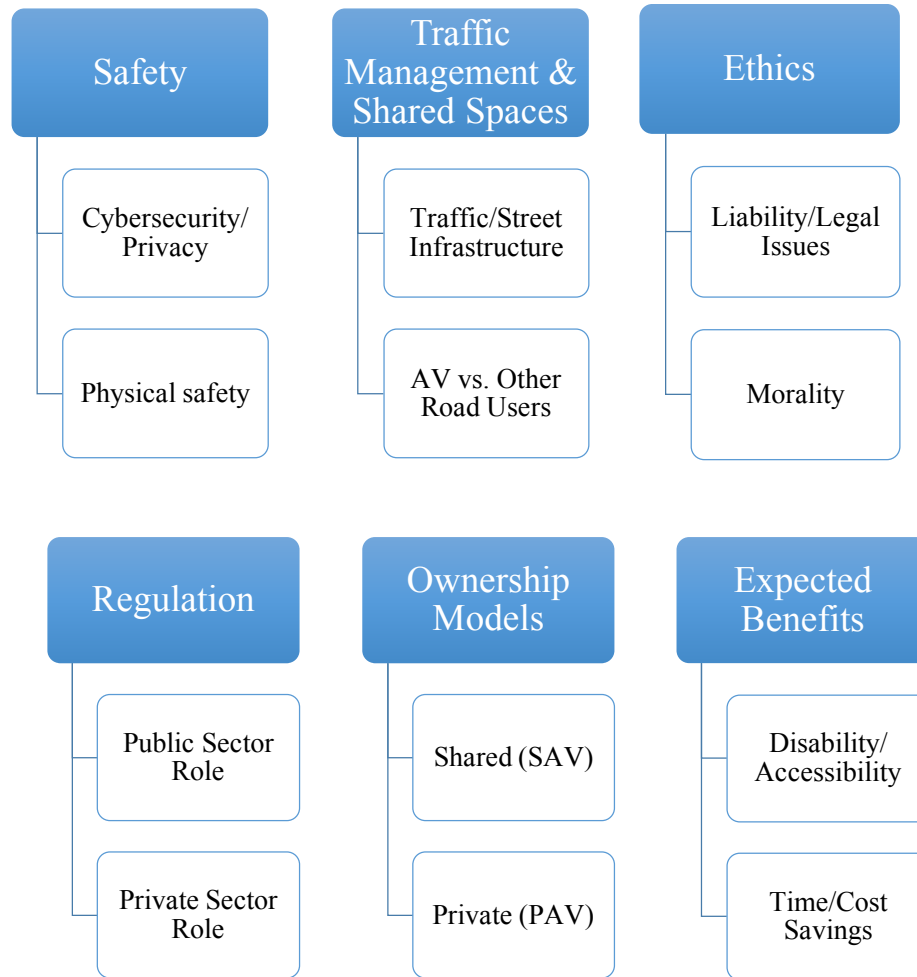 Safety
Cybersecurity/
Privacy
Physical safety
Traffic
Management &
Shared Spaces
Traffic/Street
Infrastructure
AV vs. Other
Road Users
Ethics
Liability/Legal
Issues
Morality
Regulation
Public Sector
Role
Private Sector
Role
Ownership
Models
Shared (SAV)
Private (PAV)
Expected
Benefits
Disability/
Accessibility
Time/Cost
Savings